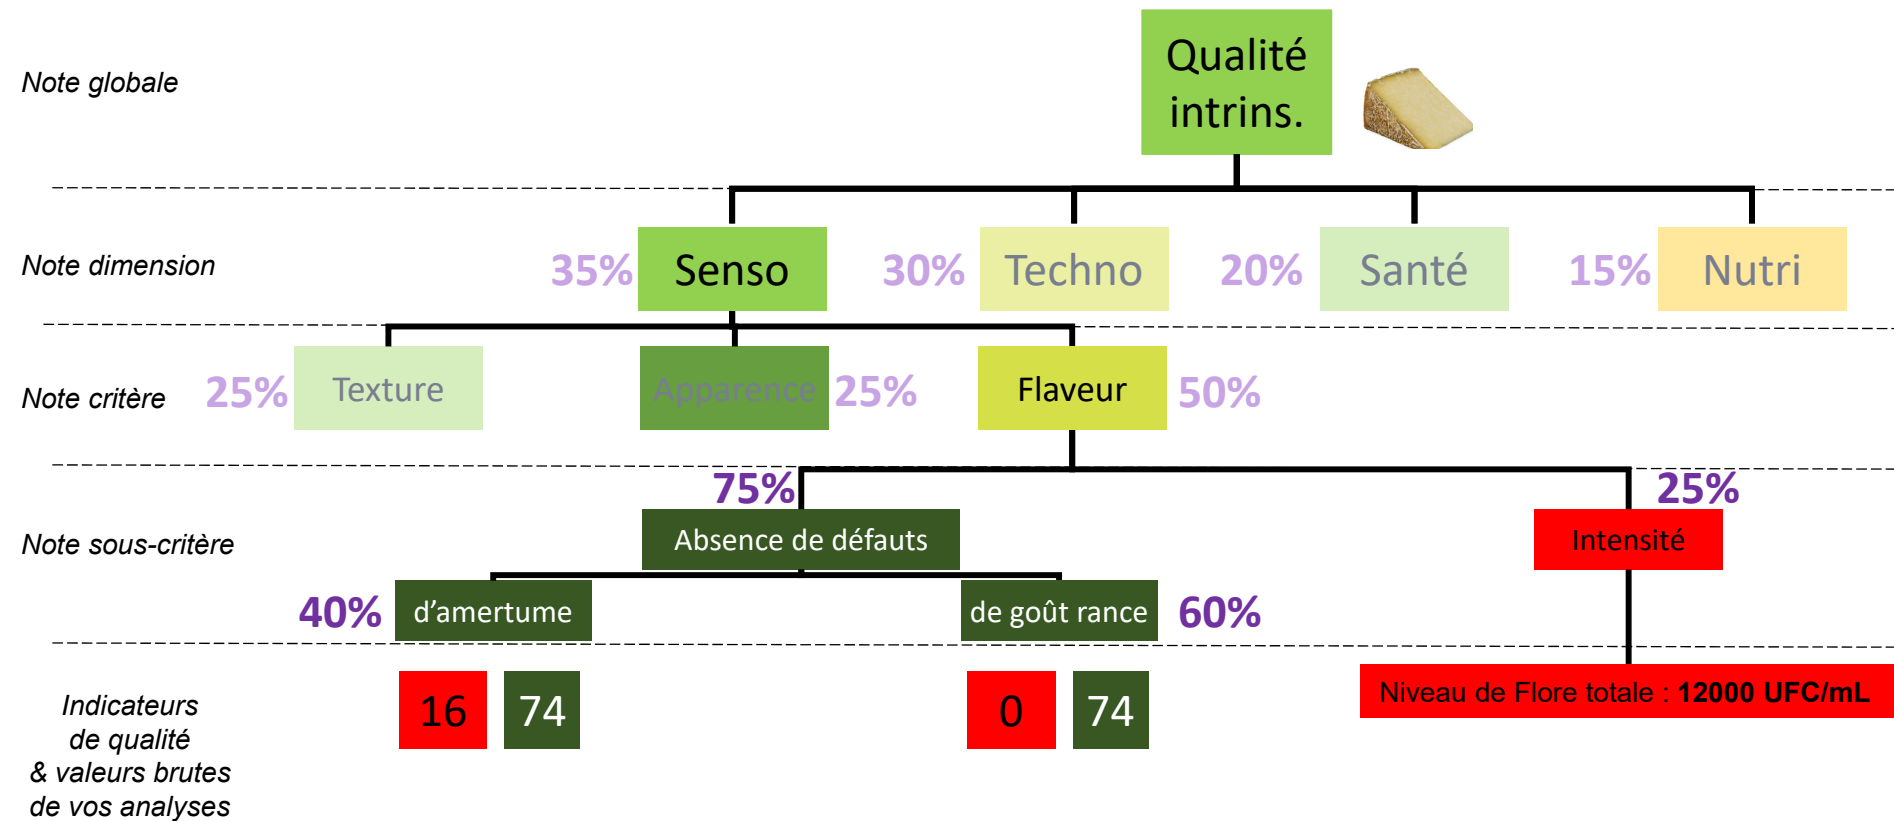 Note globale
Qualité
intrins.
Note dimension
35%
Senso
30%
Techno
20%
Santé
15%
Nutri
Note critère
25%
Texture
Apparence
25%
Flaveur
50%
75%
25%
Note sous-critère
Absence de défauts
Intensité
40%
d’amertume
de goût rance
60%
Indicateurs
de qualité
& valeurs brutes
de vos analyses
16
74
0
74
Niveau de Flore totale : 12000 UFC/mL